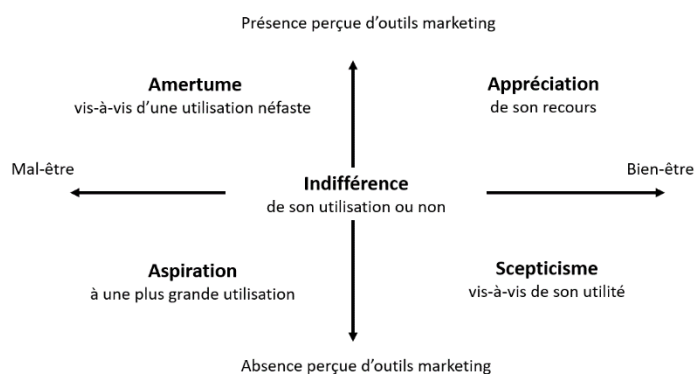 Présence perçue d'outils marketing
Amertume
vis-à-vis d'une utilisation néfaste
Appréciation
de son recours
Mal-être
Bien-être
Indifférence
de son utilisation ou non
Aspiration
à une plus grande utilisation
Scepticisme
vis-à-vis de son utilité
Absence perçue d'outils marketing